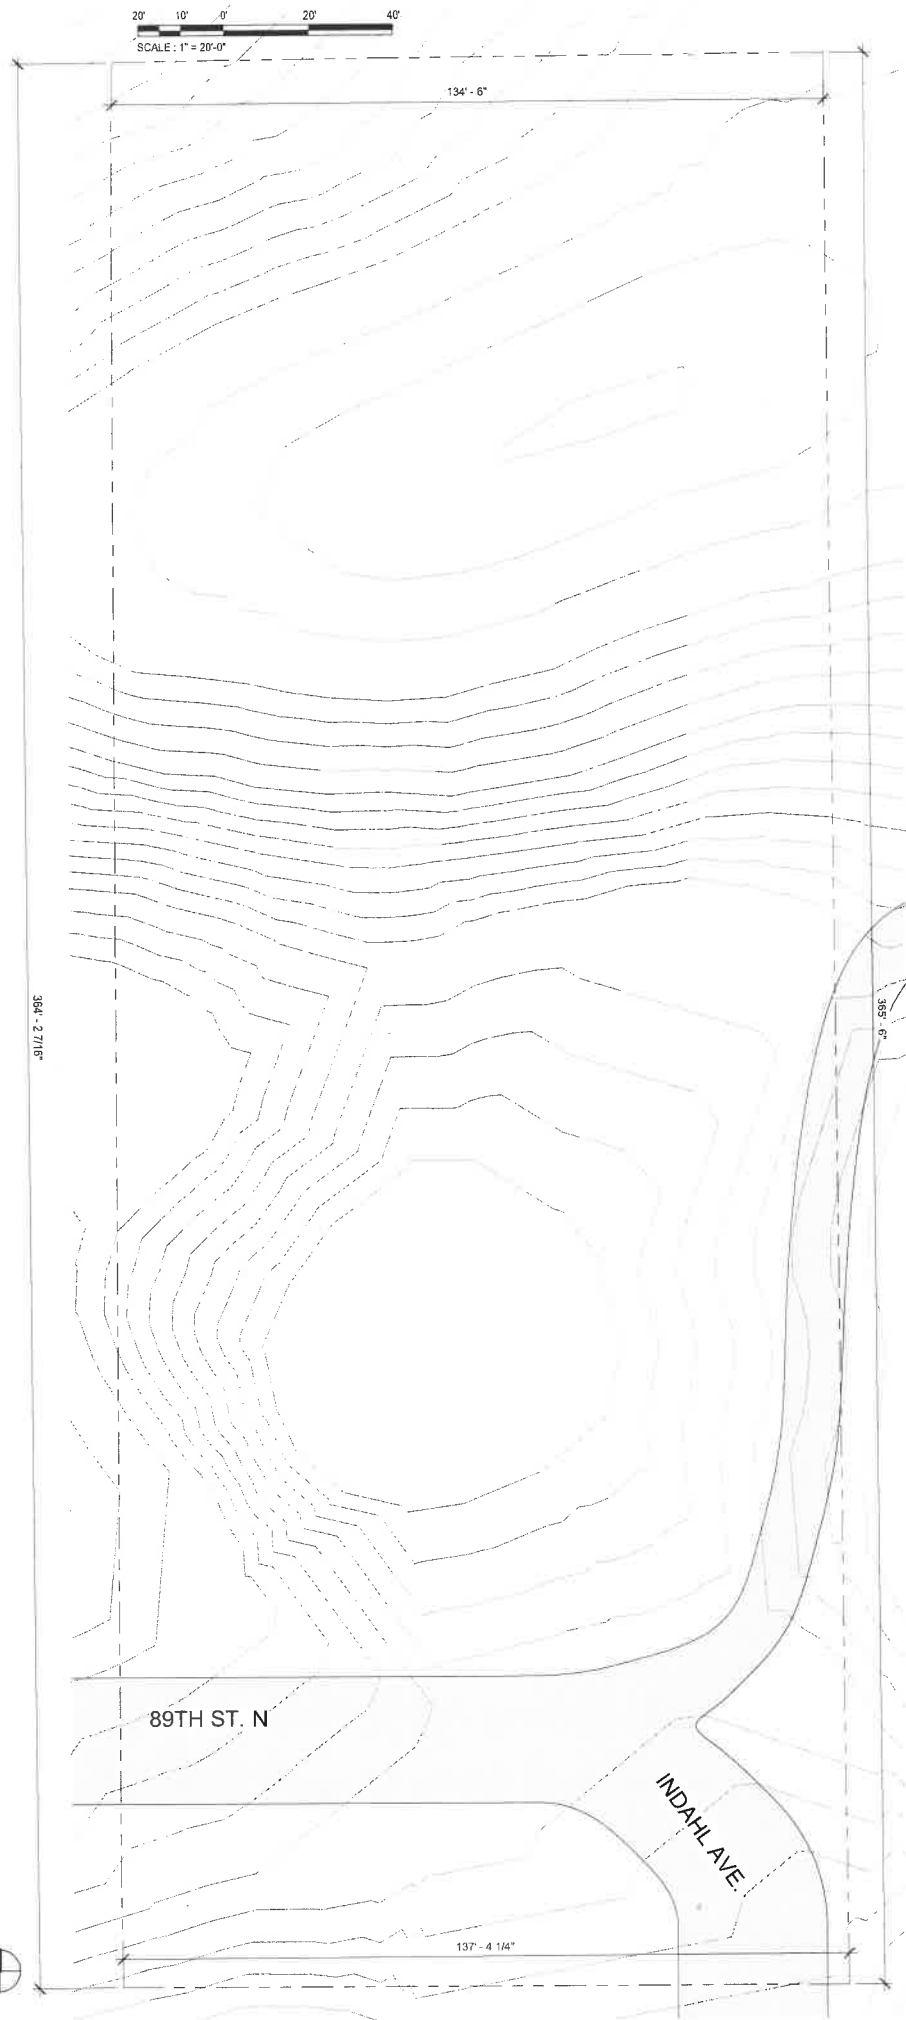 20' 10' 0' 20' 40'
SCALE : 1" = 20'-0"
134' - 6"
364' - 2 7/16"
365' - 6"
89TH ST. N
INDAHL AVE.
137' - 4 1/4"